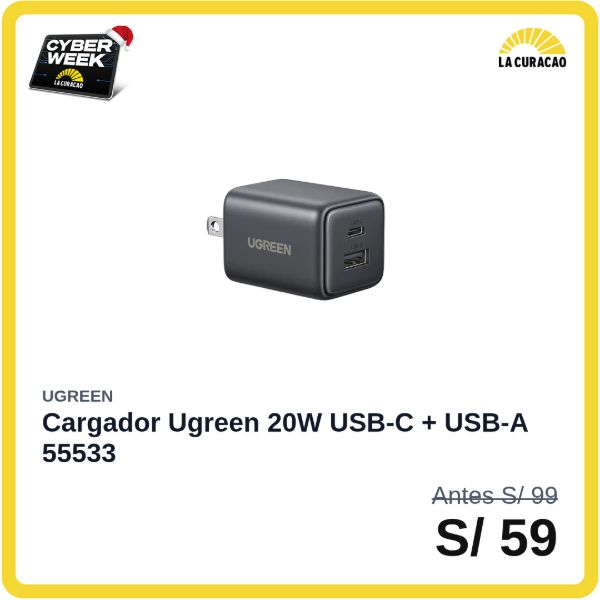 CYBER
WEEK
LA CURACAO
LA CURACAO
UGREEN
UGREEN
Cargador Ugreen 20W USB-C + USB-A
55533
Antes S/ 99
S/ 59